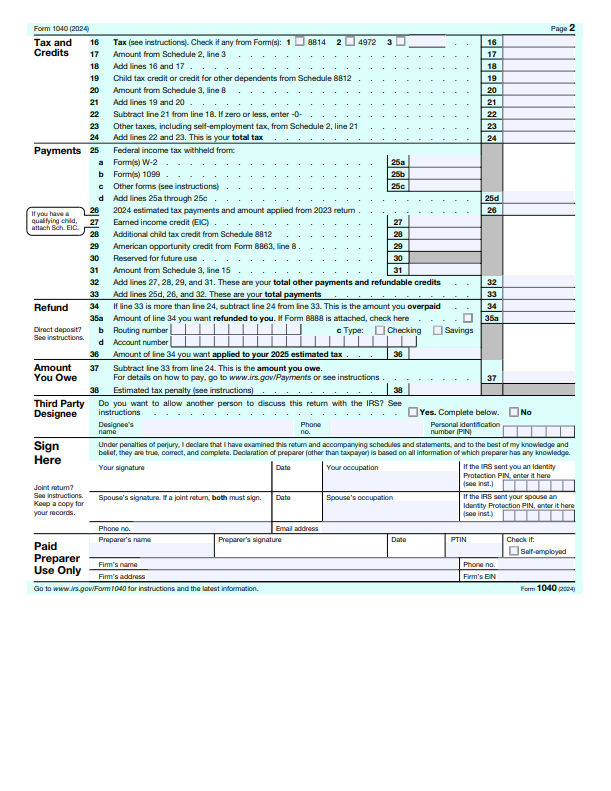 Form 1040 (2024) Page 2
Tax and Credits
16 Tax (see instructions). Check if any from Form(s): 1 8814 2 4972 3 . . 16
17 Amount from Schedule 2, line 3 17
18 Add lines 16 and 17 18
19 Child tax credit or credit for other dependents from Schedule 8812 19
20 Amount from Schedule 3, line 8 20
21 Add lines 19 and 20 21
22 Subtract line 21 from line 18. If zero or less, enter -0- 22
23 Other taxes, including self-employment tax, from Schedule 2, line 21 23
24 Add lines 22 and 23. This is your total tax 24
Payments
25 Federal income tax withheld from:
a Form(s) W-2 25a
b Form(s) 1099 25b
c Other forms (see instructions) 25c
d Add lines 25a through 25c 25d
If you have a qualifying child, attach Sch. EIC.
26 2024 estimated tax payments and amount applied from 2023 return 26
27 Earned income credit (EIC) 27
28 Additional child tax credit from Schedule 8812 28
29 American opportunity credit from Form 8863, line 8 29
30 Reserved for future use 30
31 Amount from Schedule 3, line 15 31
32 Add lines 27, 28, 29, and 31. These are your total other payments and refundable credits 32
33 Add lines 25d, 26, and 32. These are your total payments 33
Refund
34 If line 33 is more than line 24, subtract line 24 from line 33. This is the amount you overpaid 34
35a Amount of line 34 you want refunded to you. If Form 8888 is attached, check here 35a
Direct deposit? See instructions.
b Routing number c Type: Checking Savings
d Account number
36 Amount of line 34 you want applied to your 2025 estimated tax 36
Amount You Owe
37 Subtract line 33 from line 24. This is the amount you owe.
For details on how to pay, go to www.irs.gov/Payments or see instructions 37
38 Estimated tax penalty (see instructions) 38
Third Party Designee
Do you want to allow another person to discuss this return with the IRS? See
instructions Yes. Complete below. No
Designee's name Phone no. Personal identification number (PIN)
Sign Here
Under penalties of perjury, I declare that I have examined this return and accompanying schedules and statements, and to the best of my knowledge and
belief, they are true, correct, and complete. Declaration of preparer (other than taxpayer) is based on all information of which preparer has any knowledge.
Joint return? See instructions. Keep a copy for your records.
Your signature Date Your occupation If the IRS sent you an Identity Protection PIN, enter it here (see inst.)
Spouse's signature. If a joint return, both must sign. Date Spouse's occupation If the IRS sent your spouse an Identity Protection PIN, enter it here (see inst.)
Phone no. Email address
Paid Preparer Use Only
Preparer's name Preparer's signature Date PTIN Check if: Self-employed
Firm's name Phone no.
Firm's address Firm's EIN
Go to www.irs.gov/Form1040 for instructions and the latest information. Form 1040 (2024)